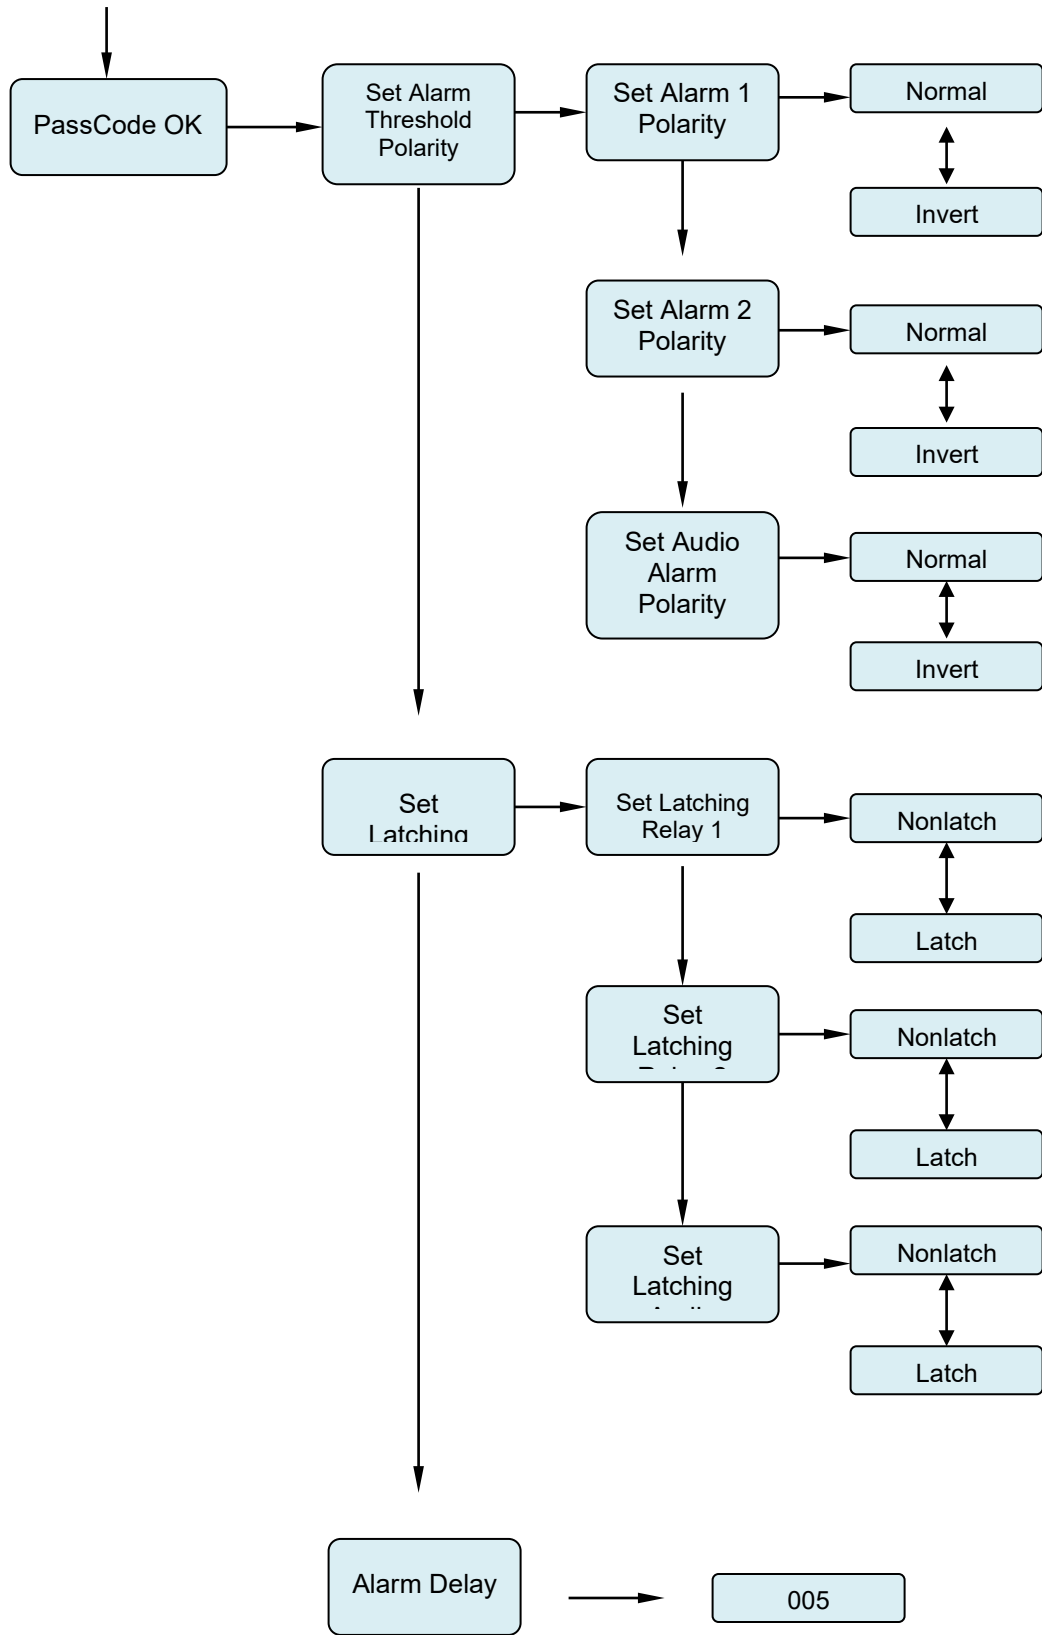 PassCode OK
Set Alarm
Threshold
Polarity
Set Alarm 1
Polarity
Normal
Invert
Set Alarm 2
Polarity
Normal
Invert
Set Audio
Alarm
Polarity
Normal
Invert
Set
Latching
Set Latching
Relay 1
Nonlatch
Latch
Set
Latching
Nonlatch
Latch
Set
Latching
Nonlatch
Latch
Alarm Delay
005